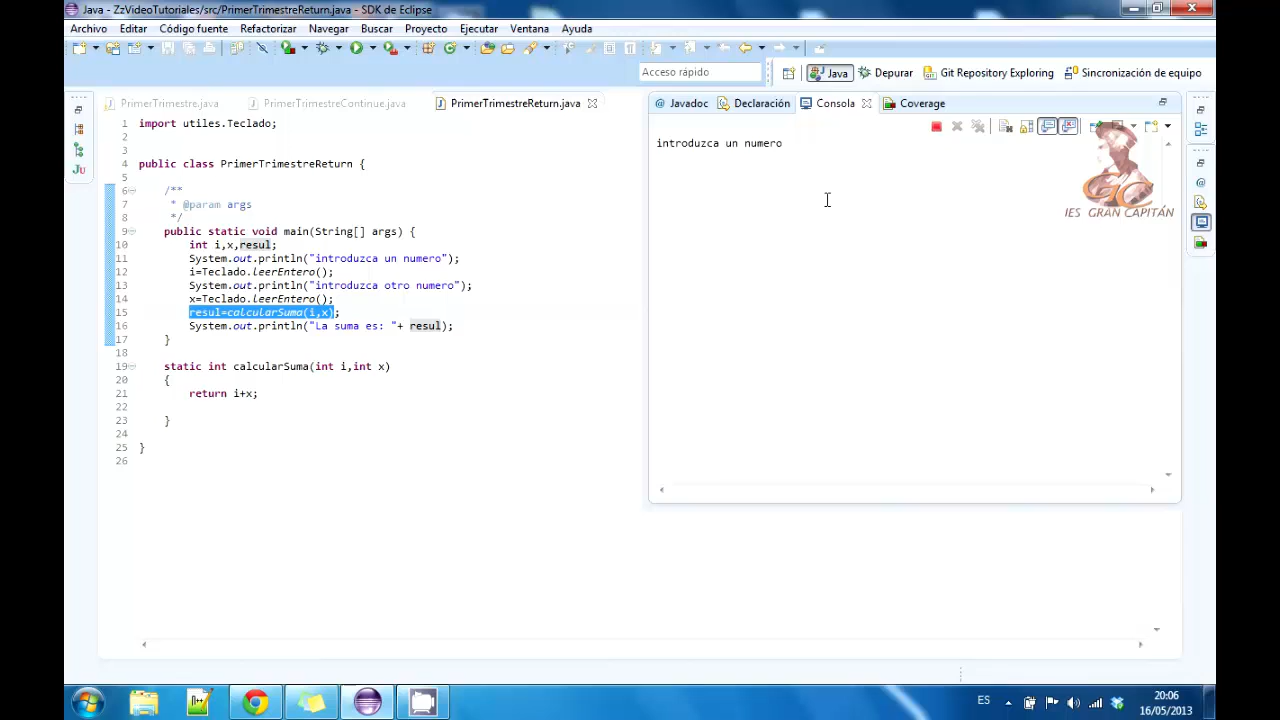 Java - ZzVideoTutoriales/src/PrimerTrimestreReturn.java - SDK de Eclipse
Archivo Editar Código fuente Refactorizar Navegar Buscar Proyecto Ejecutar Ventana Ayuda
Acceso rápido Java Depurar Git Repository Exploring Sincronización de equipo
PrimerTrimestre.java PrimerTrimestreContinue.java PrimerTrimestreReturn.java
1 import utiles.Teclado;
2
3
4 public class PrimerTrimestreReturn {
5
6 /**
7 * @param args
8 */
9 public static void main(String[] args) {
10 int i,x,resul;
11 System.out.println("introduzca un numero");
12 i=Teclado.leerEntero();
13 System.out.println("introduzca otro numero");
14 x=Teclado.leerEntero();
15 resul=calcularSuma(i,x);
16 System.out.println("La suma es: "+ resul);
17 }
18
19 static int calcularSuma(int i,int x)
20 {
21 return i+x;
22
23 }
24
25 }
26
@ Javadoc Declaración Consola Coverage
introduzca un numero
GC
IES GRAN CAPITÁN
JU
@
ES
20:06
16/05/2013